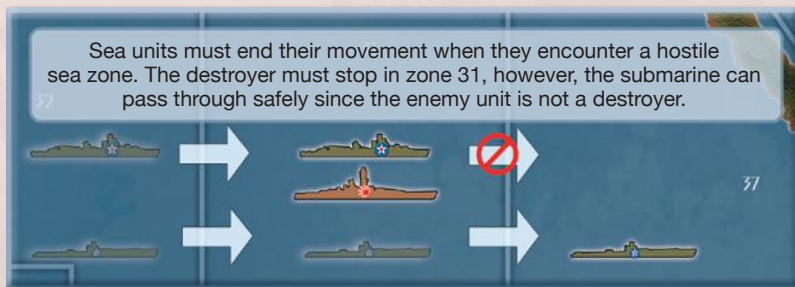 Sea units must end their movement when they encounter a hostile
sea zone. The destroyer must stop in zone 31, however, the submarine can
pass through safely since the enemy unit is not a destroyer.
32
37